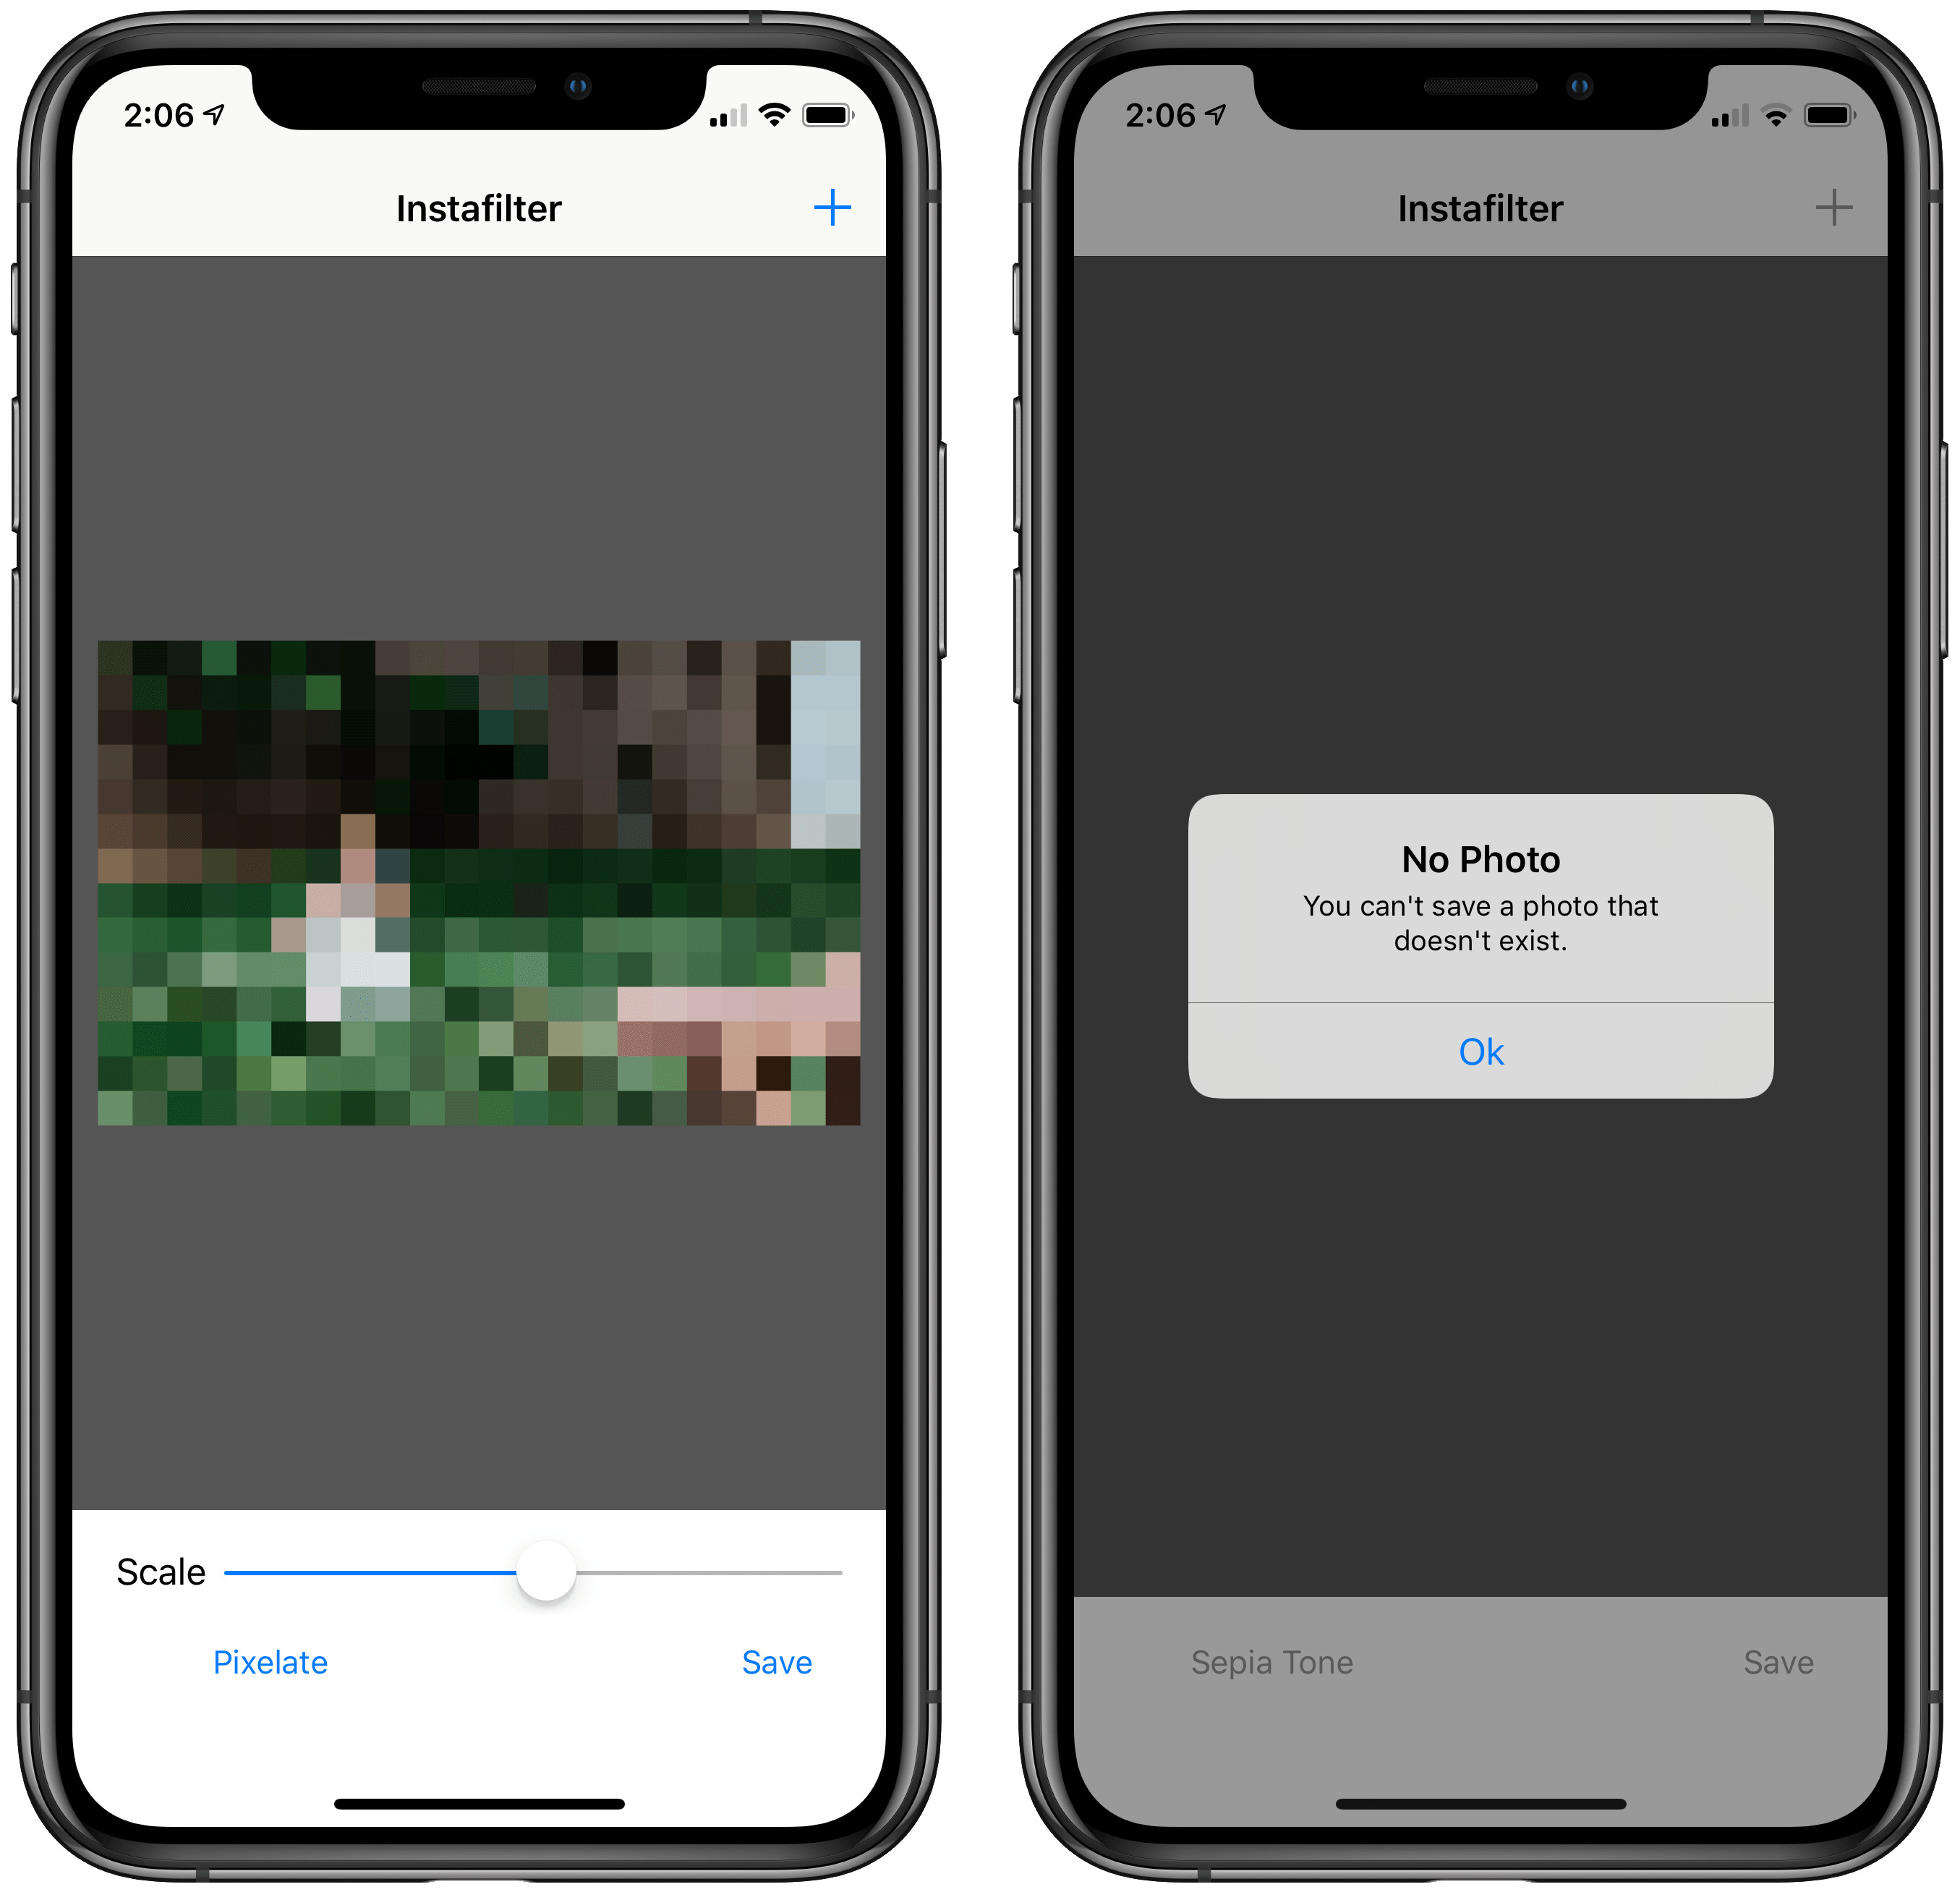 2:06
Instafilter
Scale
Pixelate
Save
2:06
Instafilter
No Photo
You can't save a photo that
doesn't exist.
Ok
Sepia Tone
Save